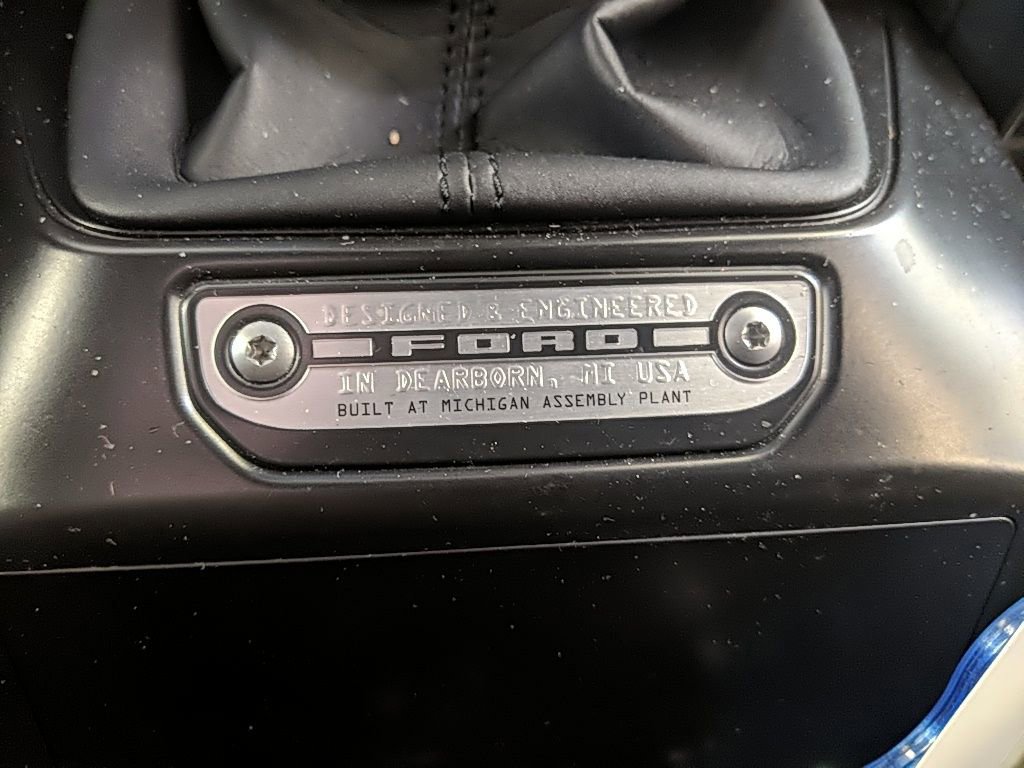 DESIGNED & ENGINEERED
FORD
IN DEARBORN, MI USA
BUILT AT MICHIGAN ASSEMBLY PLANT